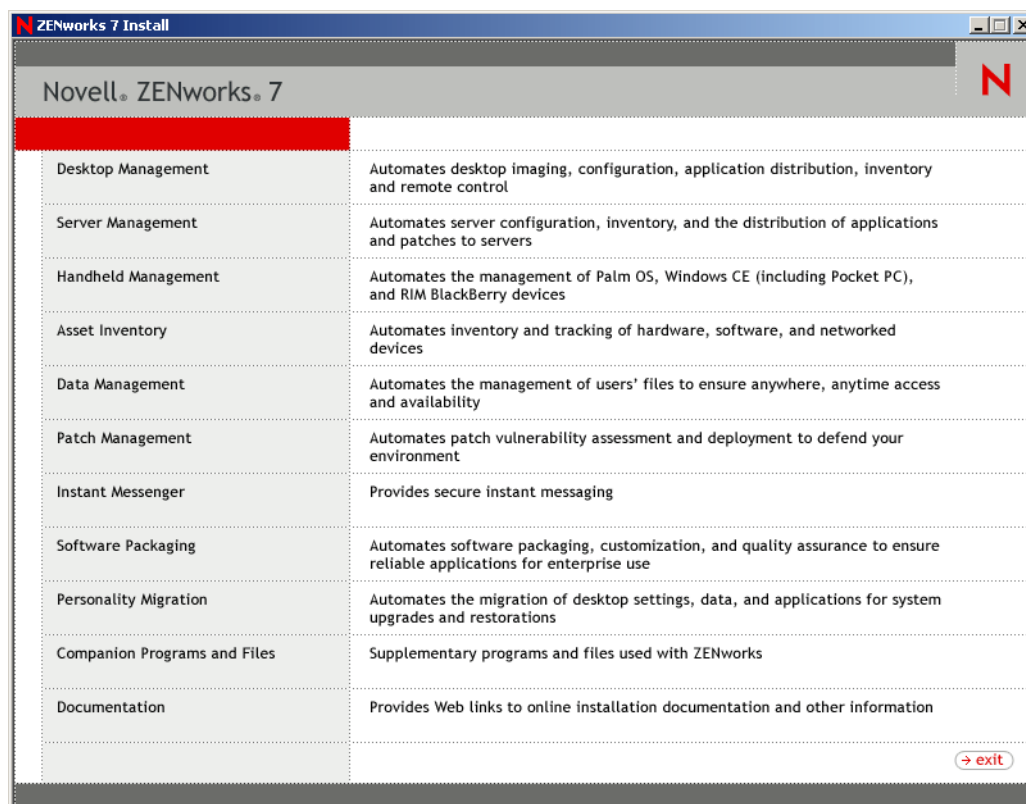 ZENworks 7 Install
Novell® ZENworks® 7
N
Desktop Management
Automates desktop imaging, configuration, application distribution, inventory
and remote control
Server Management
Automates server configuration, inventory, and the distribution of applications
and patches to servers
Handheld Management
Automates the management of Palm OS, Windows CE (including Pocket PC),
and RIM BlackBerry devices
Asset Inventory
Automates inventory and tracking of hardware, software, and networked
devices
Data Management
Automates the management of users’ files to ensure anywhere, anytime access
and availability
Patch Management
Automates patch vulnerability assessment and deployment to defend your
environment
Instant Messenger
Provides secure instant messaging
Software Packaging
Automates software packaging, customization, and quality assurance to ensure
reliable applications for enterprise use
Personality Migration
Automates the migration of desktop settings, data, and applications for system
upgrades and restorations
Companion Programs and Files
Supplementary programs and files used with ZENworks
Documentation
Provides Web links to online installation documentation and other information
→ exit